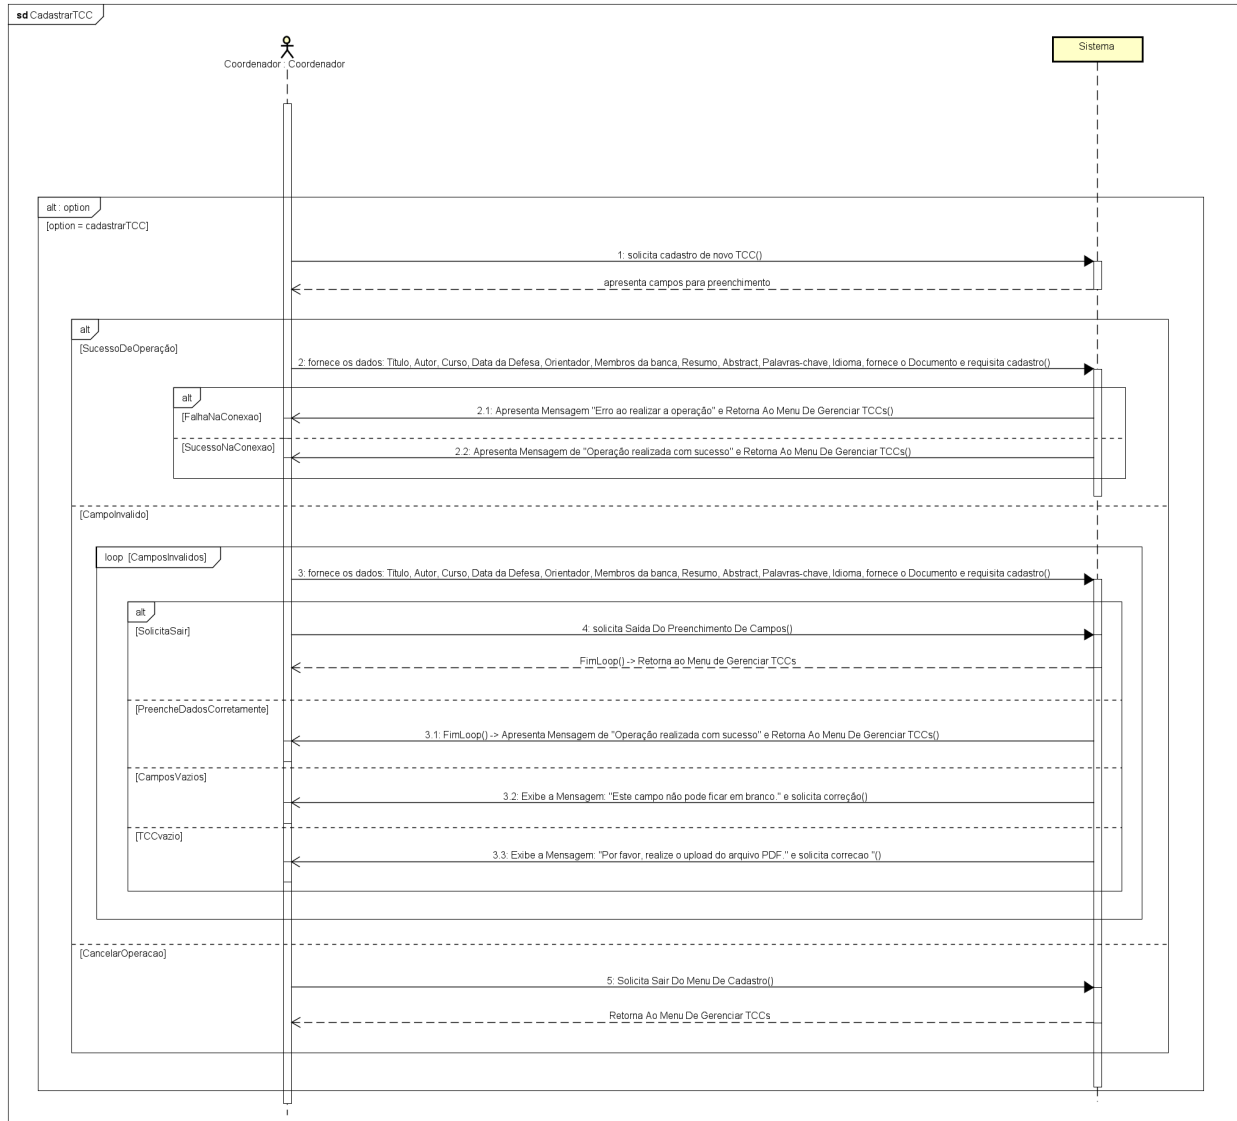 sd CadastrarTCC
Coordenador : Coordenador
Sistema
alt : option
[option = cadastrarTCC]
1: solicita cadastro de novo TCC()
apresenta campos para preenchimento
alt
[SucessoDeOperação]
2: fornece os dados: Título, Autor, Curso, Data da Defesa, Orientador, Membros da banca, Resumo, Abstract, Palavras-chave, Idioma, fornece o Documento e requisita cadastro()
alt
[FalhaNaConexao]
2.1: Apresenta Mensagem "Erro ao realizar a operação" e Retorna Ao Menu De Gerenciar TCCs()
[SucessoNaConexao]
2.2: Apresenta Mensagem de "Operação realizada com sucesso" e Retorna Ao Menu De Gerenciar TCCs()
[CampoInvalido]
loop [CamposInvalidos]
3: fornece os dados: Título, Autor, Curso, Data da Defesa, Orientador, Membros da banca, Resumo, Abstract, Palavras-chave, Idioma, fornece o Documento e requisita cadastro()
alt
[SolicitaSair]
4: solicita Saída Do Preenchimento De Campos()
FimLoop() -> Retorna ao Menu de Gerenciar TCCs
[PreencheDadosCorretamente]
3.1: FimLoop() -> Apresenta Mensagem de "Operação realizada com sucesso" e Retorna Ao Menu De Gerenciar TCCs()
[CamposVazios]
3.2: Exibe a Mensagem: "Este campo não pode ficar em branco." e solicita correção()
[TCCvazio]
3.3: Exibe a Mensagem: "Por favor, realize o upload do arquivo PDF." e solicita correcao "()
[CancelarOperacao]
5: Solicita Sair Do Menu De Cadastro()
Retorna Ao Menu De Gerenciar TCCs